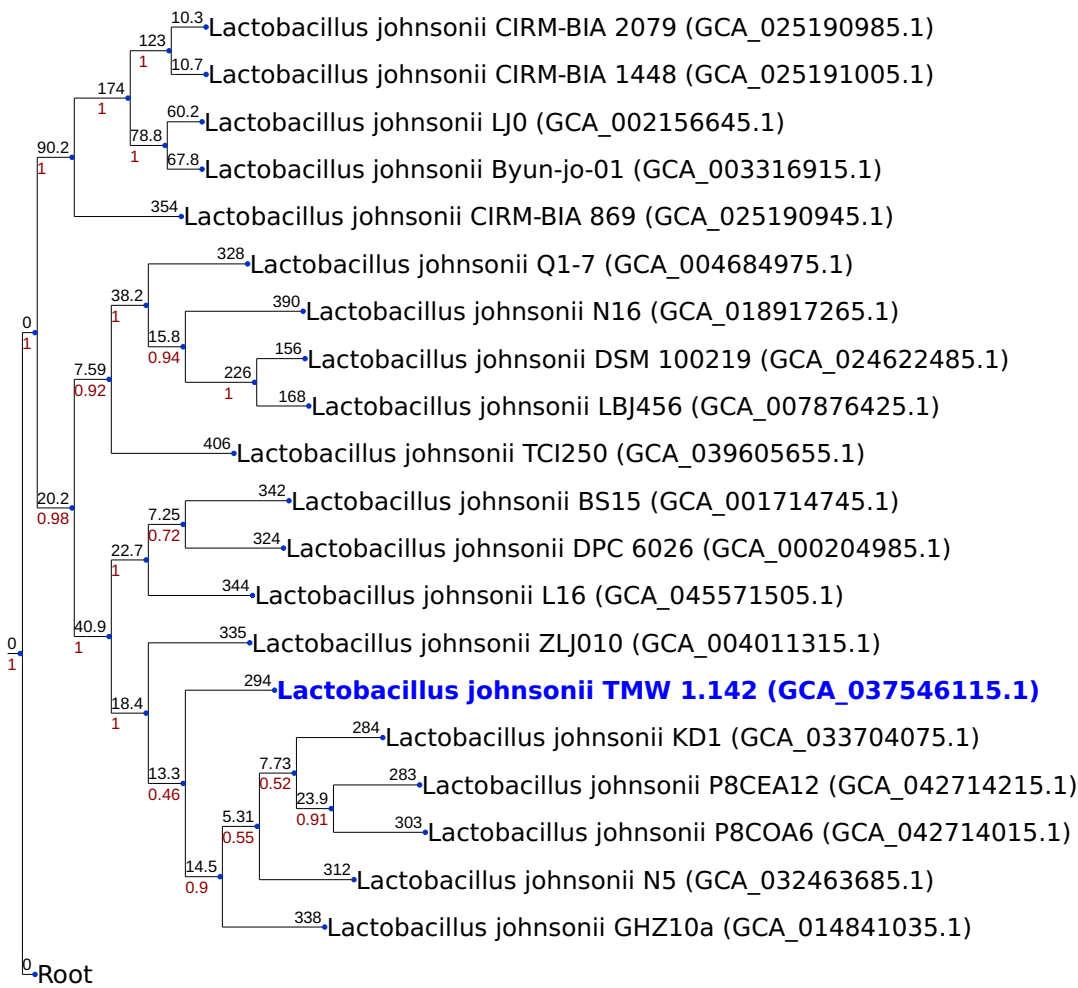 10.3
Lactobacillus johnsonii CIRM-BIA 2079 (GCA_025190985.1)
123
1
10.7
Lactobacillus johnsonii CIRM-BIA 1448 (GCA_025191005.1)
174
1
60.2
Lactobacillus johnsonii LJ0 (GCA_002156645.1)
78.8
1
67.8
Lactobacillus johnsonii Byun-jo-01 (GCA_003316915.1)
90.2
1
354
Lactobacillus johnsonii CIRM-BIA 869 (GCA_025190945.1)
328
Lactobacillus johnsonii Q1-7 (GCA_004684975.1)
38.2
1
390
Lactobacillus johnsonii N16 (GCA_018917265.1)
0
1
15.8
0.94
156
Lactobacillus johnsonii DSM 100219 (GCA_024622485.1)
7.59
0.92
226
1
168
Lactobacillus johnsonii LBJ456 (GCA_007876425.1)
406
Lactobacillus johnsonii TCI250 (GCA_039605655.1)
20.2
0.98
342
Lactobacillus johnsonii BS15 (GCA_001714745.1)
7.25
0.72
324
Lactobacillus johnsonii DPC 6026 (GCA_000204985.1)
22.7
1
344
Lactobacillus johnsonii L16 (GCA_045571505.1)
40.9
1
335
Lactobacillus johnsonii ZLJ010 (GCA_004011315.1)
0
1
294
Lactobacillus johnsonii TMW 1.142 (GCA_037546115.1)
18.4
1
284
Lactobacillus johnsonii KD1 (GCA_033704075.1)
13.3
0.46
7.73
0.52
283
Lactobacillus johnsonii P8CEA12 (GCA_042714215.1)
23.9
0.91
303
Lactobacillus johnsonii P8COA6 (GCA_042714015.1)
5.31
0.55
312
Lactobacillus johnsonii N5 (GCA_032463685.1)
14.5
0.9
338
Lactobacillus johnsonii GHZ10a (GCA_014841035.1)
0
Root